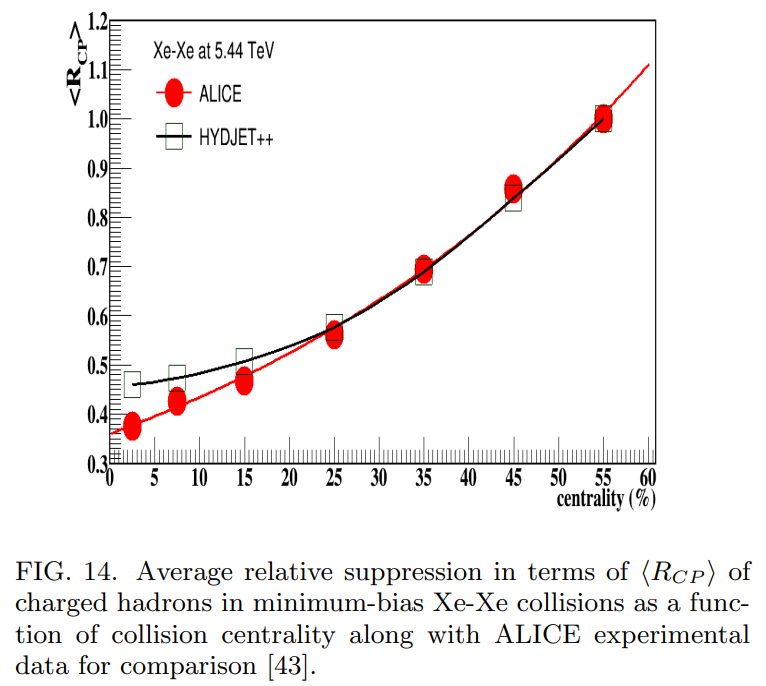 1.2
Xe-Xe at 5.44 TeV
<R_CP>
1.1
ALICE
1.0
HYDJET++
0.9
0.8
0.7
0.6
0.5
0.4
0.3
0 5 10 15 20 25 30 35 40 45 50 55 60
centrality (%)
FIG. 14. Average relative suppression in terms of ⟨R_CP⟩ of
charged hadrons in minimum-bias Xe-Xe collisions as a func-
tion of collision centrality along with ALICE experimental
data for comparison [43].